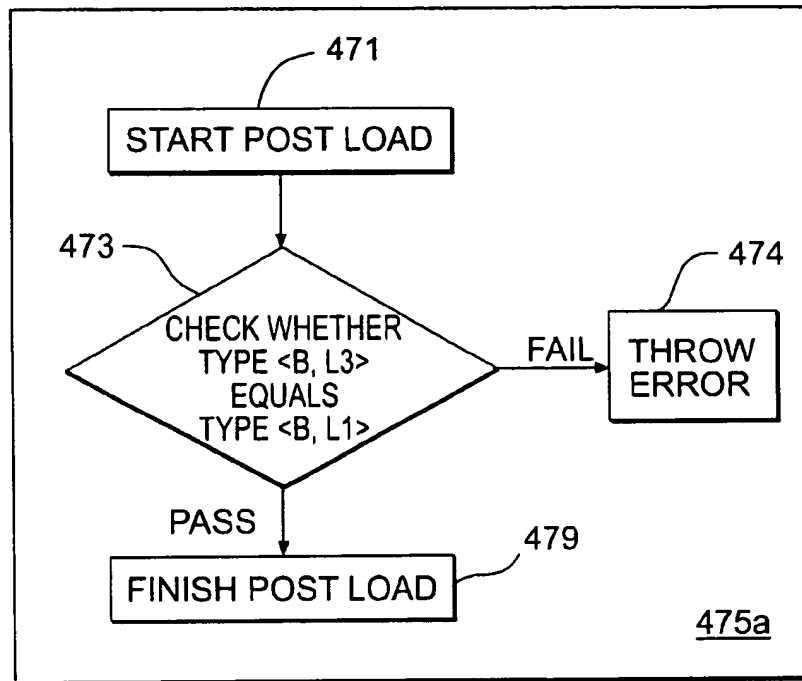 471
START POST LOAD
473
474
CHECK WHETHER
TYPE <B, L3>
EQUALS
TYPE <B, L1>
FAIL
THROW
ERROR
PASS
479
FINISH POST LOAD
475a